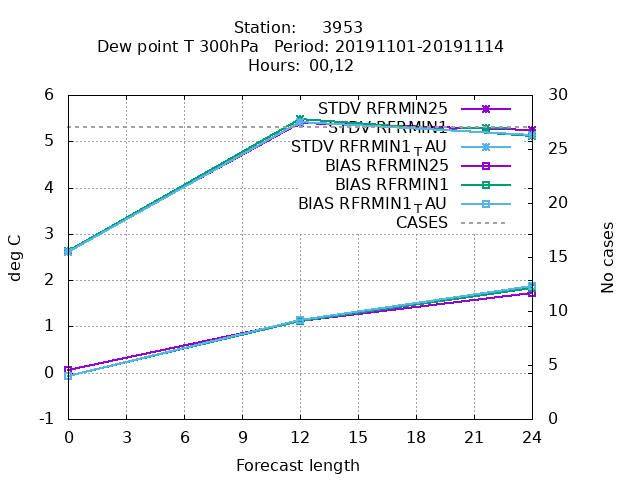 Station: 3953
Dew point T 300hPa Period: 20191101-20191114
Hours: 00,12
deg C
6
5
4
3
2
1
0
-1
STDV RFRMIN25
STDV RFRMIN1
STDV RFRMIN1TAU
BIAS RFRMIN25
BIAS RFRMIN1
BIAS RFRMIN1TAU
CASES
30
25
20
15
10
5
0
No cases
0 3 6 9 12 15 18 21 24
Forecast length